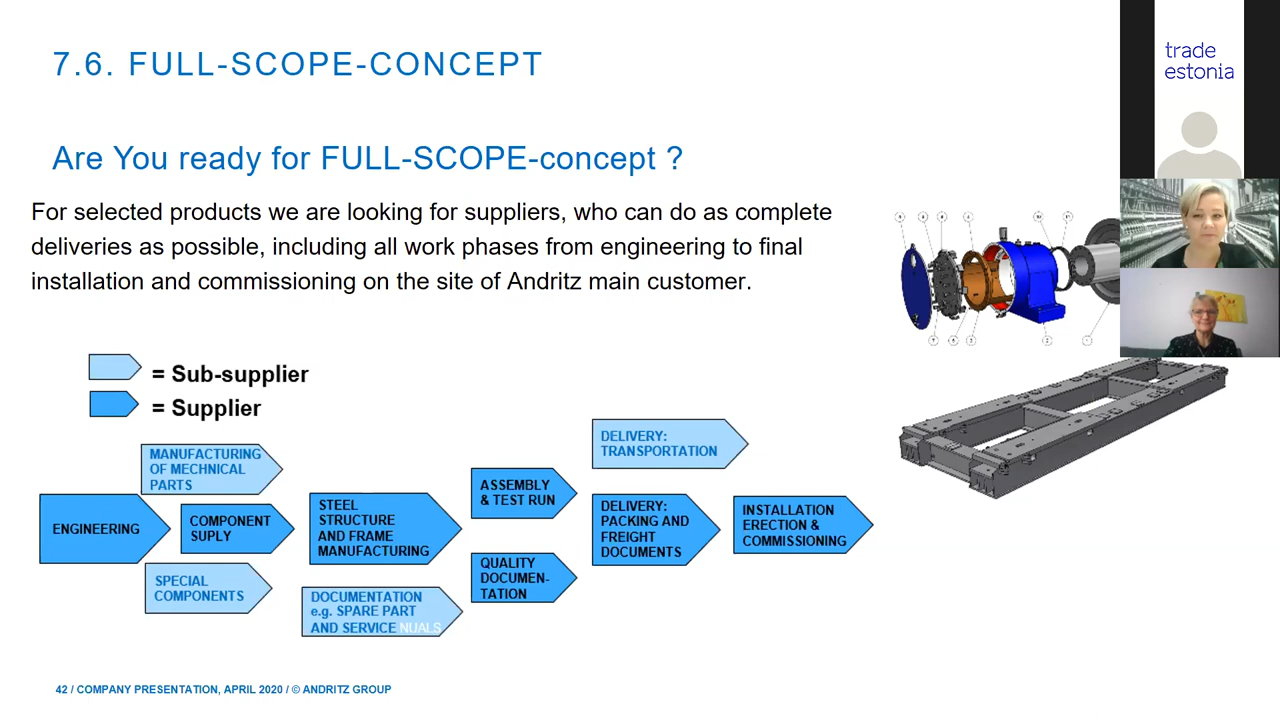 7.6. FULL-SCOPE-CONCEPT
trade
estonia
Are You ready for FULL-SCOPE-concept ?
For selected products we are looking for suppliers, who can do as complete
deliveries as possible, including all work phases from engineering to final
installation and commissioning on the site of Andritz main customer.
= Sub-supplier
= Supplier
MANUFACTURING
OF MECHNICAL
PARTS
ENGINEERING
COMPONENT
SUPLY
SPECIAL
COMPONENTS
STEEL
STRUCTURE
AND FRAME
MANUFACTURING
DOCUMENTATION
e.g. SPARE PART
AND SERVICE NUALS
ASSEMBLY
& TEST RUN
QUALITY
DOCUMEN-
TATION
DELIVERY:
TRANSPORTATION
DELIVERY:
PACKING AND
FREIGHT
DOCUMENTS
INSTALLATION
ERECTION &
COMMISSIONING
42 / COMPANY PRESENTATION, APRIL 2020 / © ANDRITZ GROUP